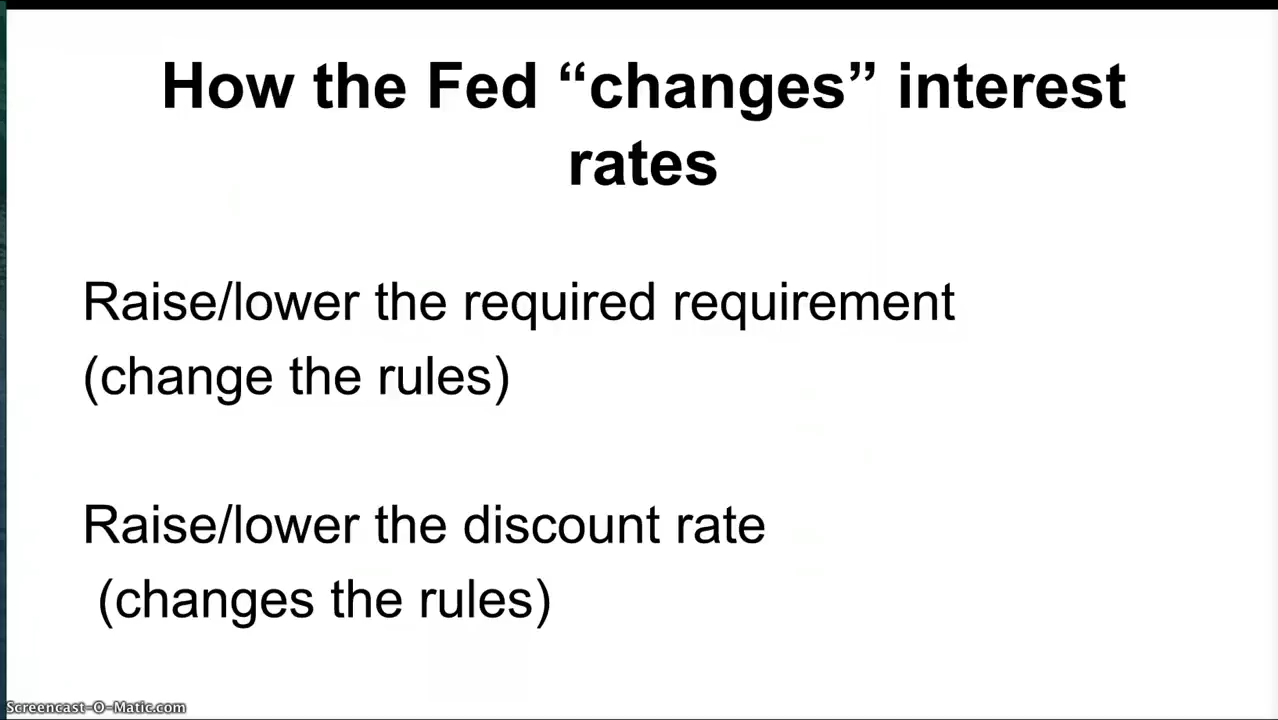 How the Fed “changes” interest
rates
Raise/lower the required requirement
(change the rules)
Raise/lower the discount rate
(changes the rules)
Screencast-O-Matic.com